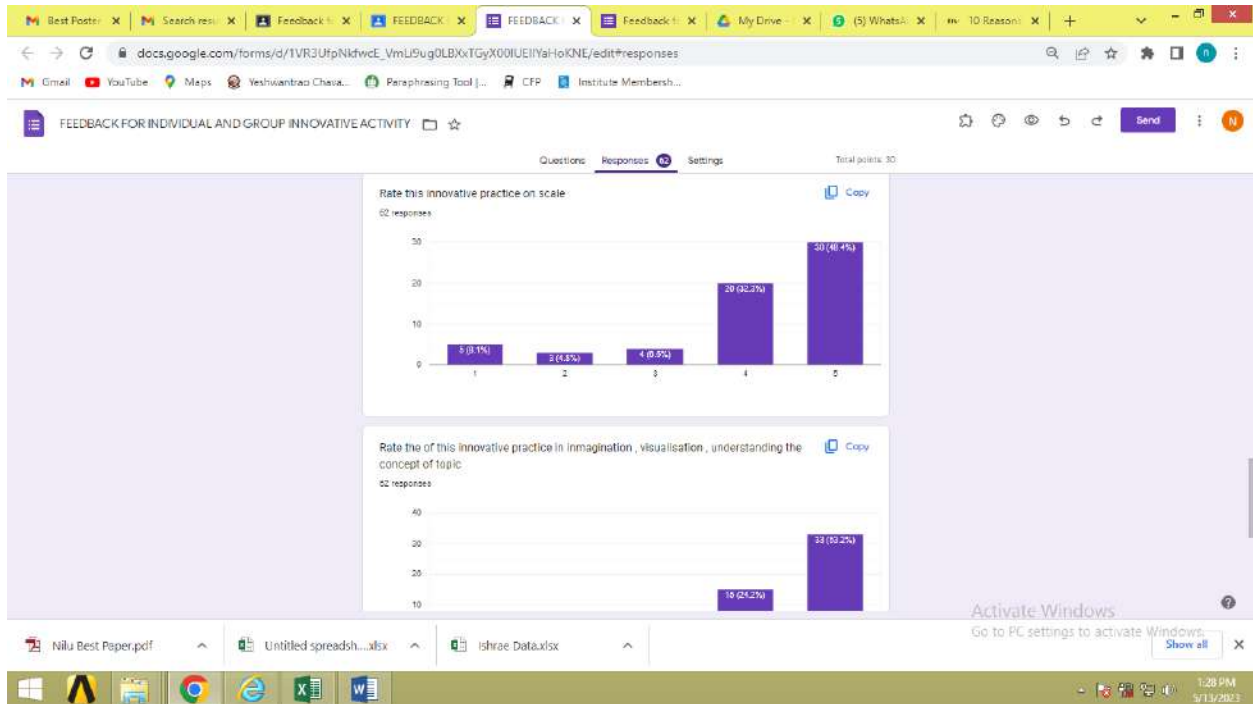 Best Poster
Search resu
Feedback f
FEEDBACK
FEEDBACK
Feedback f
My Drive -
(5) WhatsA
10 Reason
docs.google.com/forms/d/
/edit#responses
Gmail
YouTube
Maps
Yeshwantrao Chava...
Paraphrasing Tool |...
CFP
Institute Membersh...
FEEDBACK FOR INDIVIDUAL AND GROUP INNOVATIVE ACTIVITY
Send
N
Questions Responses 62 Settings
Total points: 30
Rate this innovative practice on scale
Copy
62 responses
30
20
10
0
5 (8.1%)
3 (4.8%)
4 (6.5%)
20 (32.3%)
30 (48.4%)
1 2 3 4 5
Rate the of this innovative practice in inmagination , visualisation , understanding the
concept of topic
Copy
62 responses
40
30
20
10
15 (24.2%)
33 (53.2%)
Activate Windows
Go to PC settings to activate Windows.
Nilu Best Paper.pdf
Untitled spreadsh....xlsx
Ishrae Data.xlsx
Show all
1:28 PM
5/13/2023